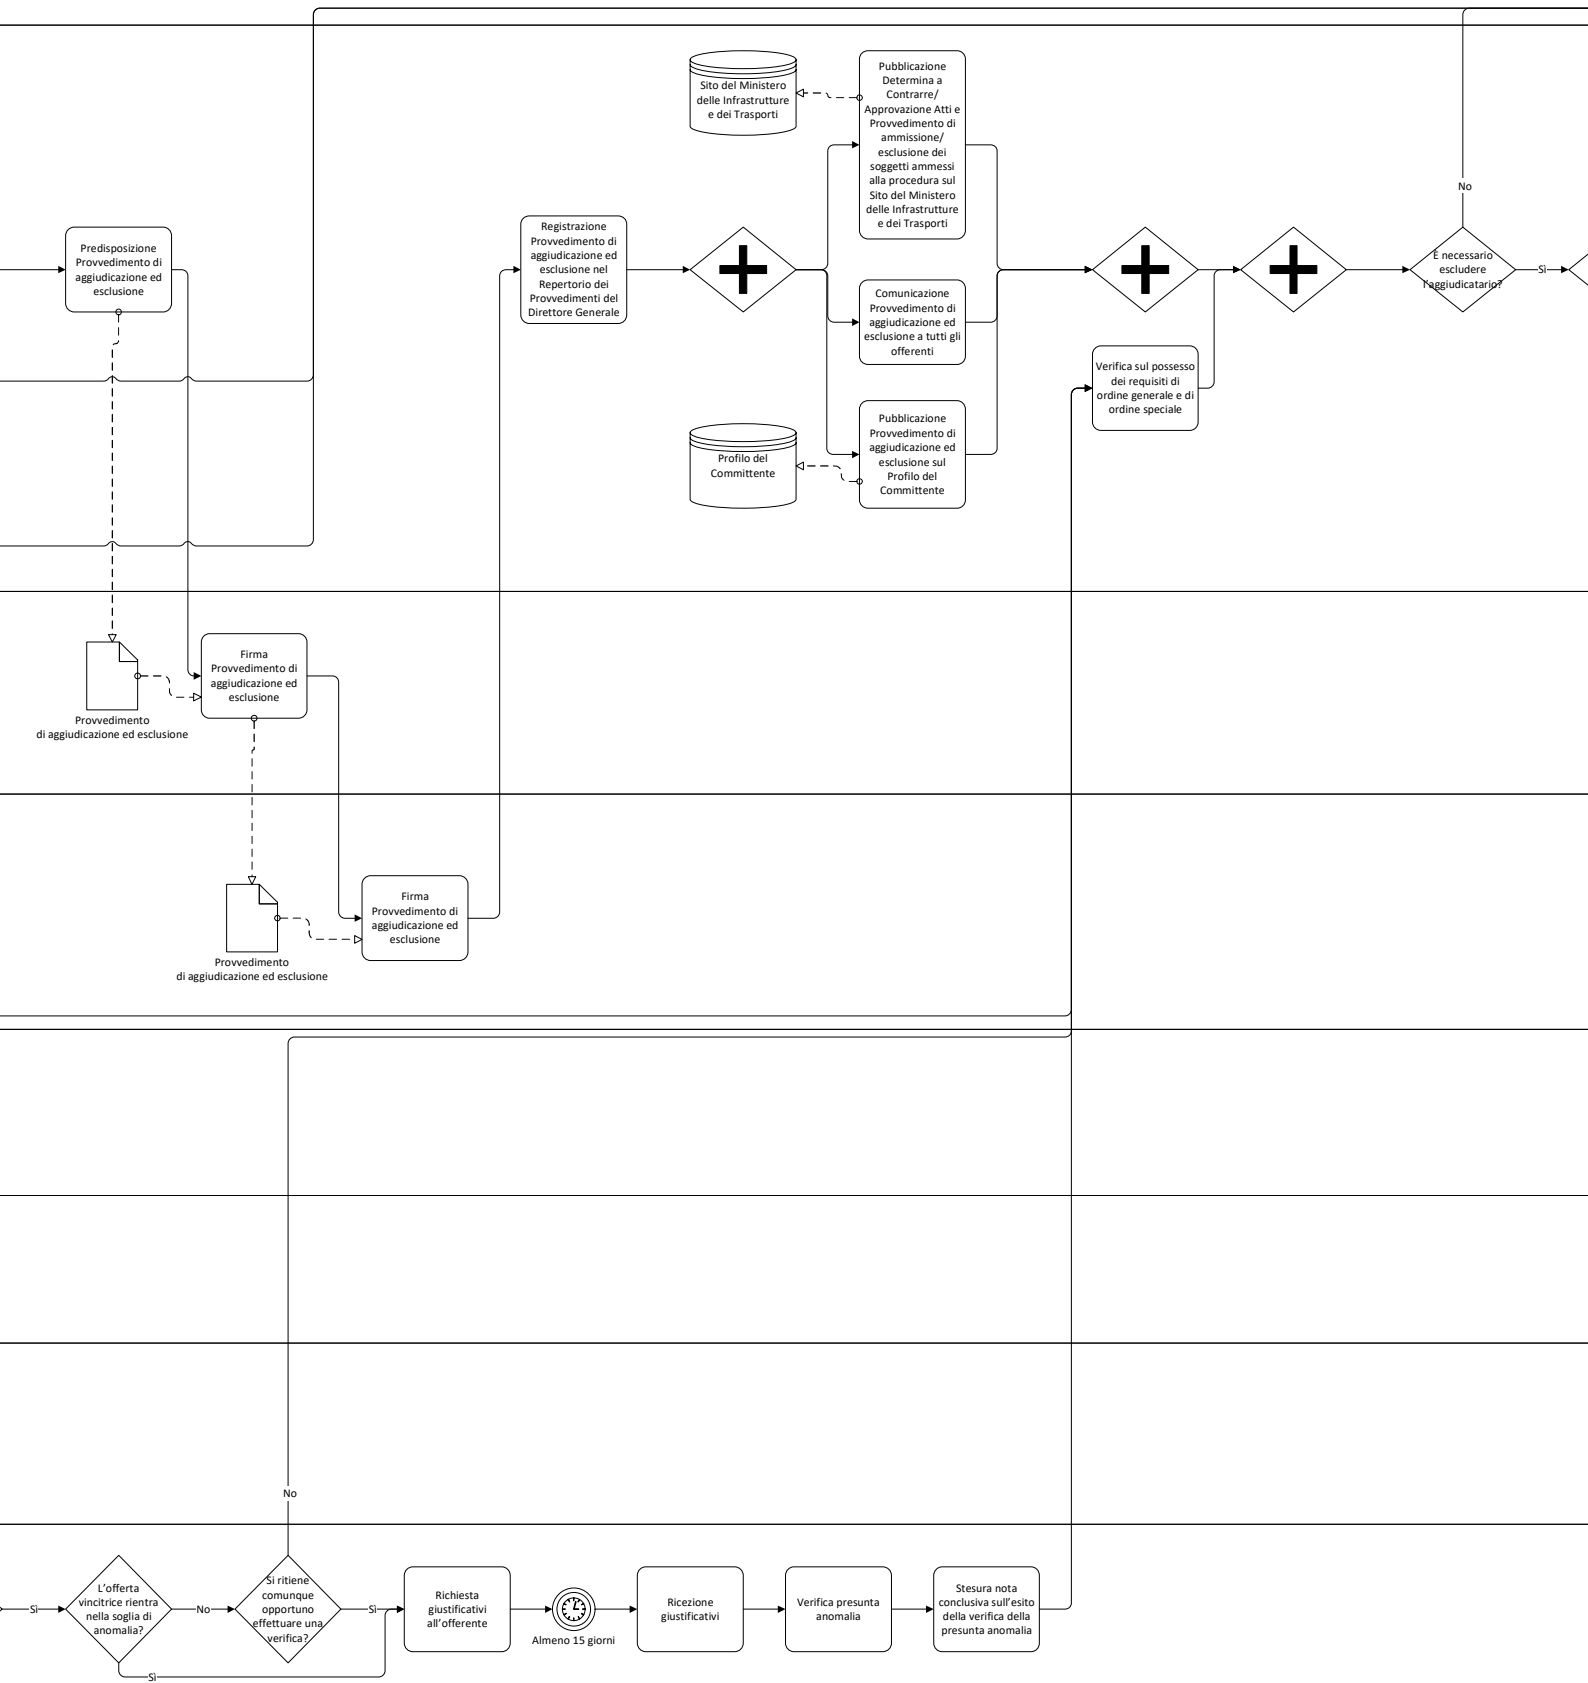 Sito del Ministero
delle Infrastrutture
e dei Trasporti
Pubblicazione
Determina a
Contrarre/
Approvazione Atti e
Provvedimento di
ammissione/
esclusione dei
soggetti ammessi
alla procedura sul
Sito del Ministero
delle Infrastrutture
e dei Trasporti
No
Predisposizione
Provvedimento di
aggiudicazione ed
esclusione
Registrazione
Provvedimento di
aggiudicazione ed
esclusione nel
Repertorio dei
Provvedimenti del
Direttore Generale
È necessario
escludere
l'aggiudicatario?
Sì
Comunicazione
Provvedimento di
aggiudicazione ed
esclusione a tutti gli
offerenti
Verifica sul possesso
dei requisiti di
ordine generale e di
ordine speciale
Profilo del
Committente
Pubblicazione
Provvedimento di
aggiudicazione ed
esclusione sul
Profilo del
Committente
Firma
Provvedimento di
aggiudicazione ed
esclusione
Provvedimento
di aggiudicazione ed esclusione
Firma
Provvedimento di
aggiudicazione ed
esclusione
Provvedimento
di aggiudicazione ed esclusione
No
Sì
L'offerta
vincitrice rientra
nella soglia di
anomalia?
No
Si ritiene
comunque
opportuno
effettuare una
verifica?
Sì
Richiesta
giustificativi
all'offerente
Almeno 15 giorni
Ricezione
giustificativi
Verifica presunta
anomalia
Stesura nota
conclusiva sull'esito
della verifica della
presunta anomalia
Sì